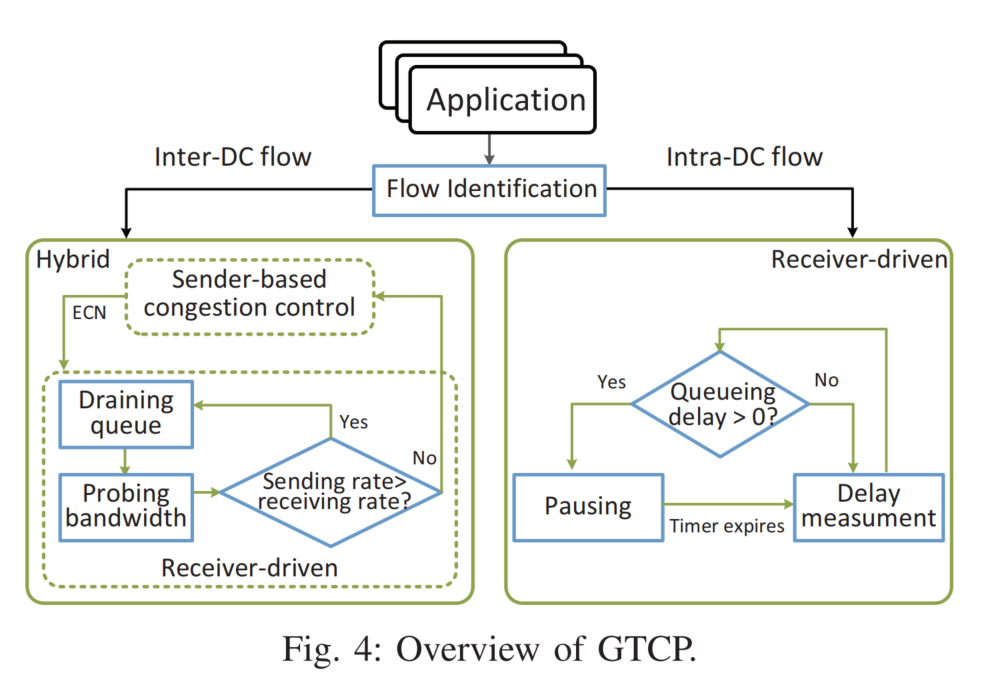 Application
Inter-DC flow
Intra-DC flow
Flow Identification
Hybrid
Sender-based
congestion control
ECN
Draining
queue
Yes
No
Probing
bandwidth
Sending rate>
receiving rate?
Receiver-driven
Receiver-driven
Queueing
delay > 0?
Yes
No
Pausing
Timer expires
Delay
measument
Fig. 4: Overview of GTCP.